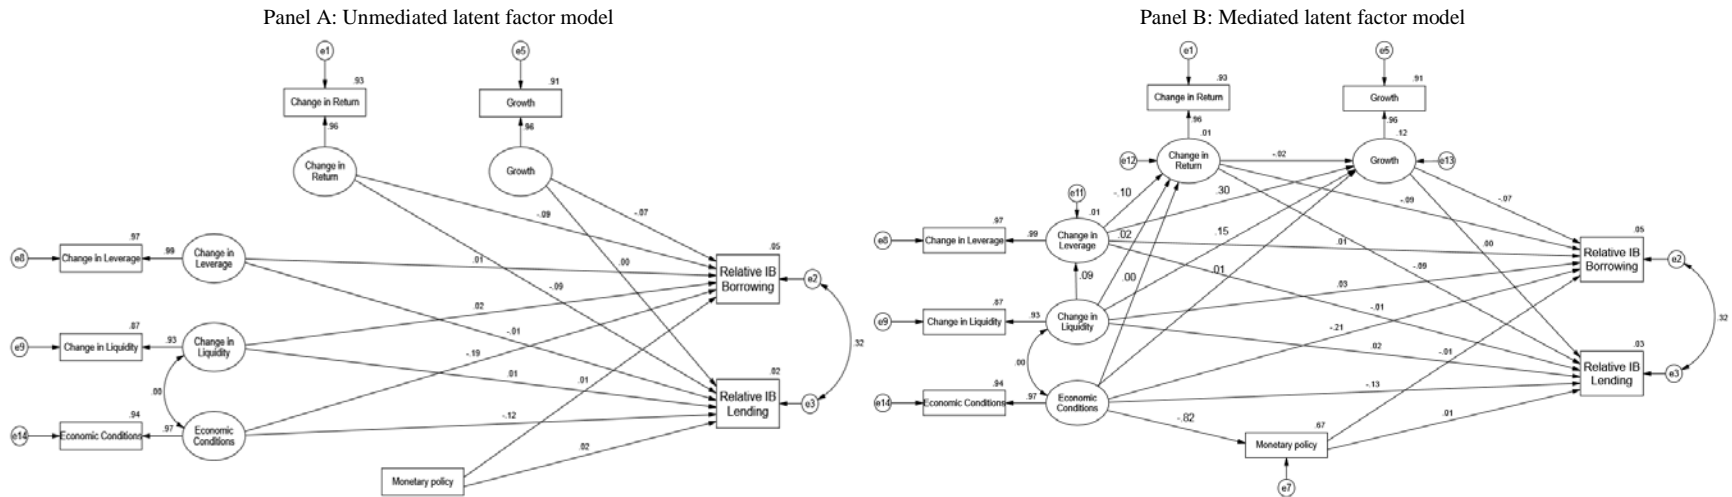 Panel A: Unmediated latent factor model
e1
e5
.93
.91
Change in Return
Growth
.96
.96
Change in
Return
Growth
-.09
-.07
.97
e8
Change in Leverage
.99
Change in
Leverage
.01
.00
.05
Relative IB
Borrowing
e2
-.09
.02
.87
e9
Change in Liquidity
.93
Change in
Liquidity
-.01
.32
-.19
.01
.01
.02
Relative IB
Lending
e3
.00
.94
e14
Economic Conditions
.97
Economic
Conditions
-.12
.02
Monetary policy
Panel B: Mediated latent factor model
e1
e5
.93
.91
Change in Return
Growth
.96
.96
.01
.12
e12
Change in
Return
-.02
Growth
e13
-.10
.30
-.09
-.07
e11
.01
.97
e8
Change in Leverage
.99
Change in
Leverage
.02
.15
.01
.00
.05
Relative IB
Borrowing
e2
.09
.00
.01
-.09
.03
.87
e9
Change in Liquidity
.93
Change in
Liquidity
-.01
-.21
.02
-.01
.32
.03
Relative IB
Lending
e3
.00
.94
e14
Economic Conditions
.97
Economic
Conditions
-.13
-.82
.01
.67
Monetary policy
e7